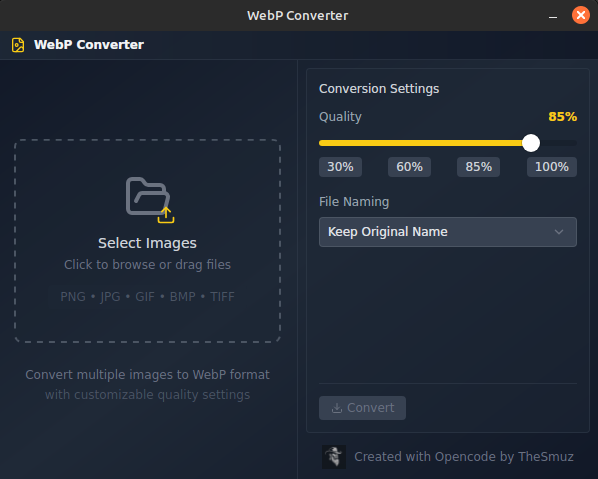 WebP Converter
WebP Converter
Select Images
Click to browse or drag files
PNG • JPG • GIF • BMP • TIFF
Convert multiple images to WebP format
with customizable quality settings
Conversion Settings
Quality 85%
30% 60% 85% 100%
File Naming
Keep Original Name
Convert
Created with Opencode by TheSmuz